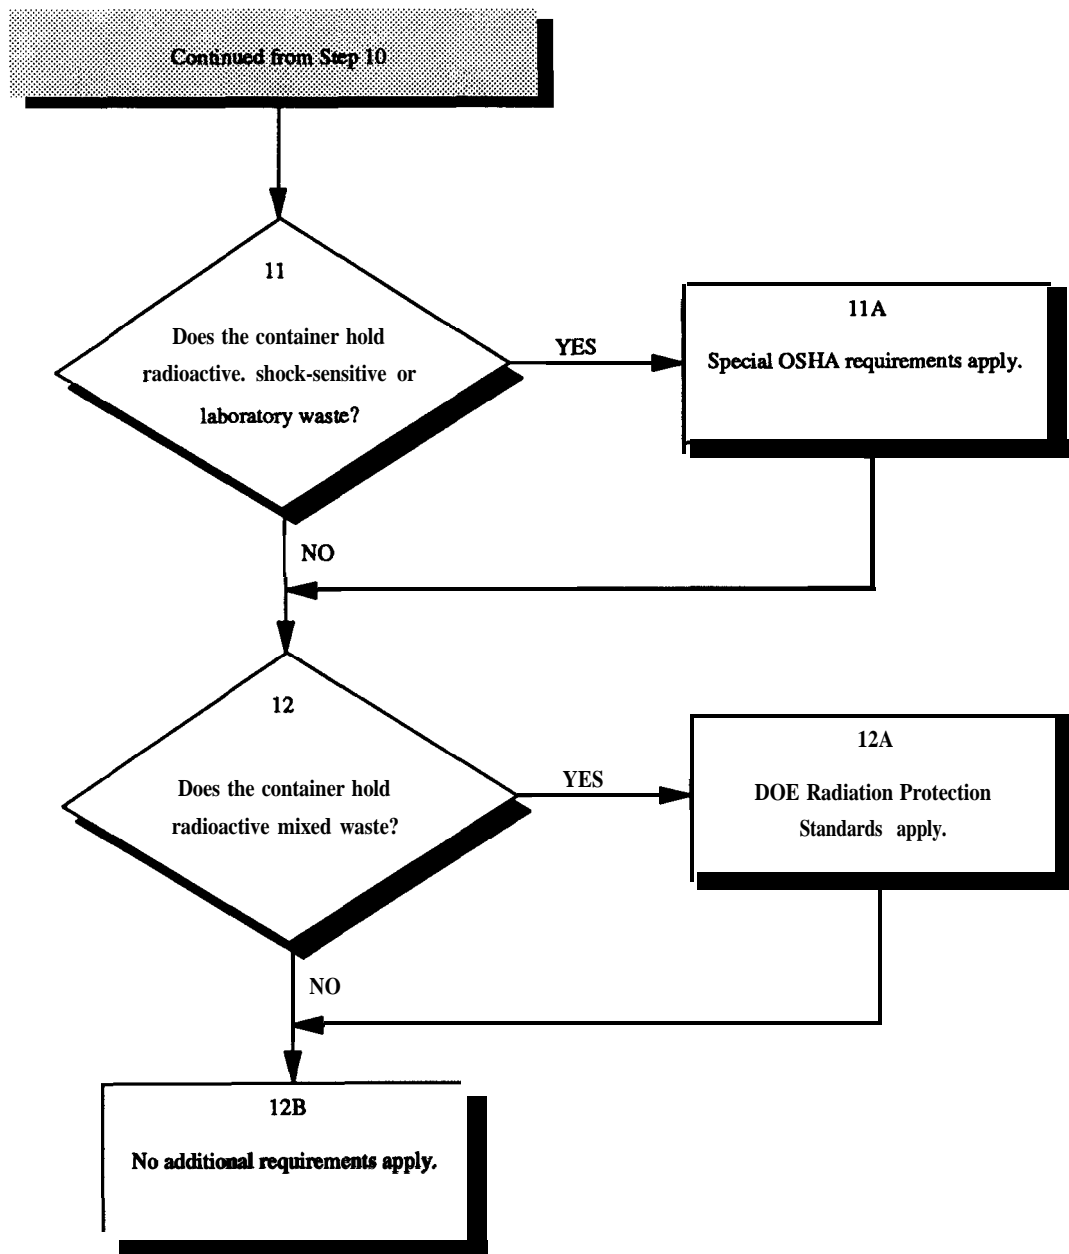 Continued from Step 10
11
Does the container hold
radioactive. shock-sensitive or
laboratory waste?
YES
11A
Special OSHA requirements apply.
NO
12
Does the container hold
radioactive mixed waste?
YES
12A
DOE Radiation Protection
Standards apply.
NO
12B
No additional requirements apply.